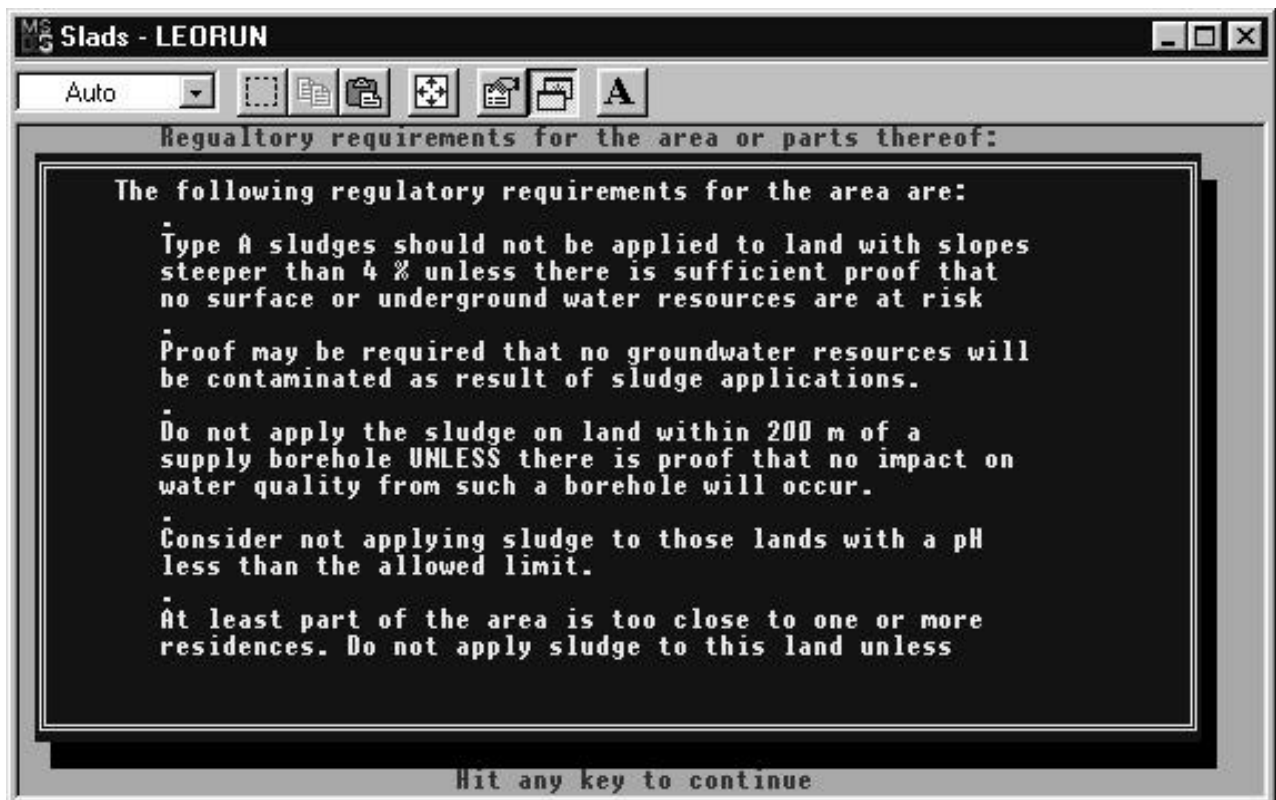 Slads - LEORUN
Auto
A
Regualtory requirements for the area or parts thereof:
The following regulatory requirements for the area are:
.
Type A sludges should not be applied to land with slopes
steeper than 4 % unless there is sufficient proof that
no surface or underground water resources are at risk
.
Proof may be required that no groundwater resources will
be contaminated as result of sludge applications.
.
Do not apply the sludge on land within 200 m of a
supply borehole UNLESS there is proof that no impact on
water quality from such a borehole will occur.
.
Consider not applying sludge to those lands with a pH
less than the allowed limit.
.
At least part of the area is too close to one or more
residences. Do not apply sludge to this land unless
Hit any key to continue